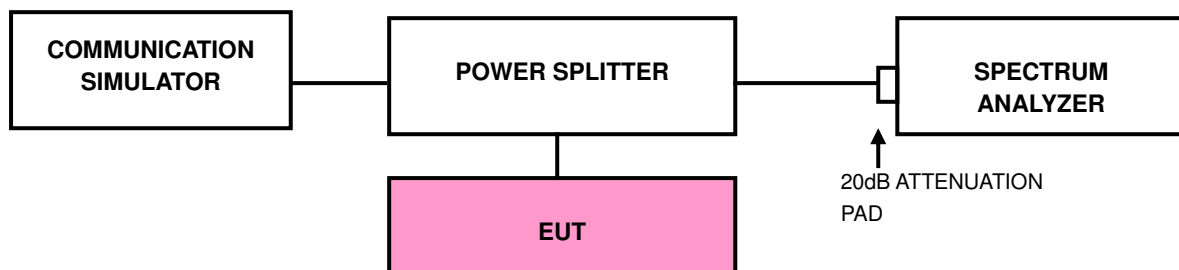 COMMUNICATION
SIMULATOR
POWER SPLITTER
SPECTRUM
ANALYZER
20dB ATTENUATION
PAD
EUT